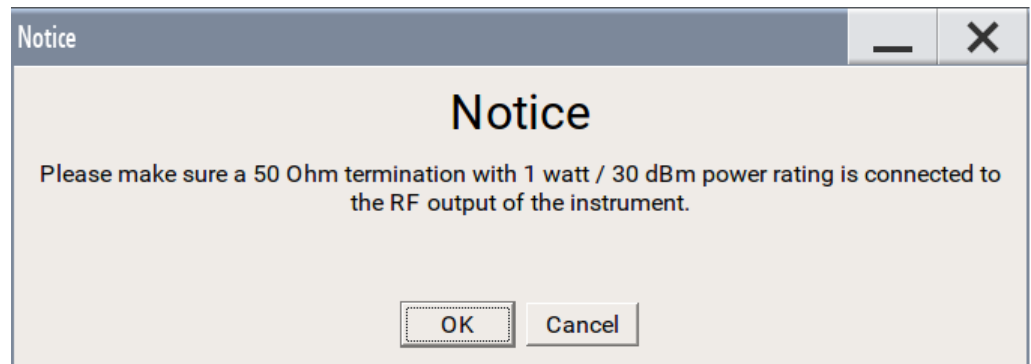 Notice
Notice
Please make sure a 50 Ohm termination with 1 watt / 30 dBm power rating is connected to
the RF output of the instrument.
OK
Cancel